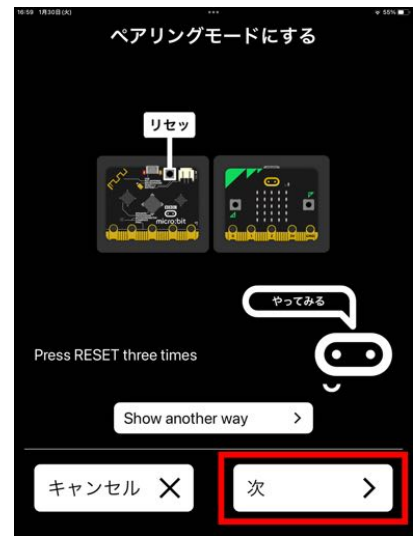 16:59 1月30日(火)
55%
ペアリングモードにする
リセッ
micro:bit
やってみる
Press RESET three times
Show another way
キャンセル
次